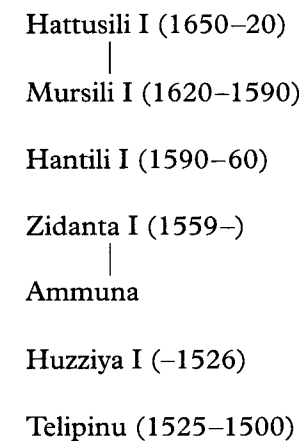 Hattusili I (1650–20)
Mursili I (1620–1590)
Hantili I (1590–60)
Zidanta I (1559–)
Ammuna
Huzziya I (–1526)
Telipinu (1525–1500)